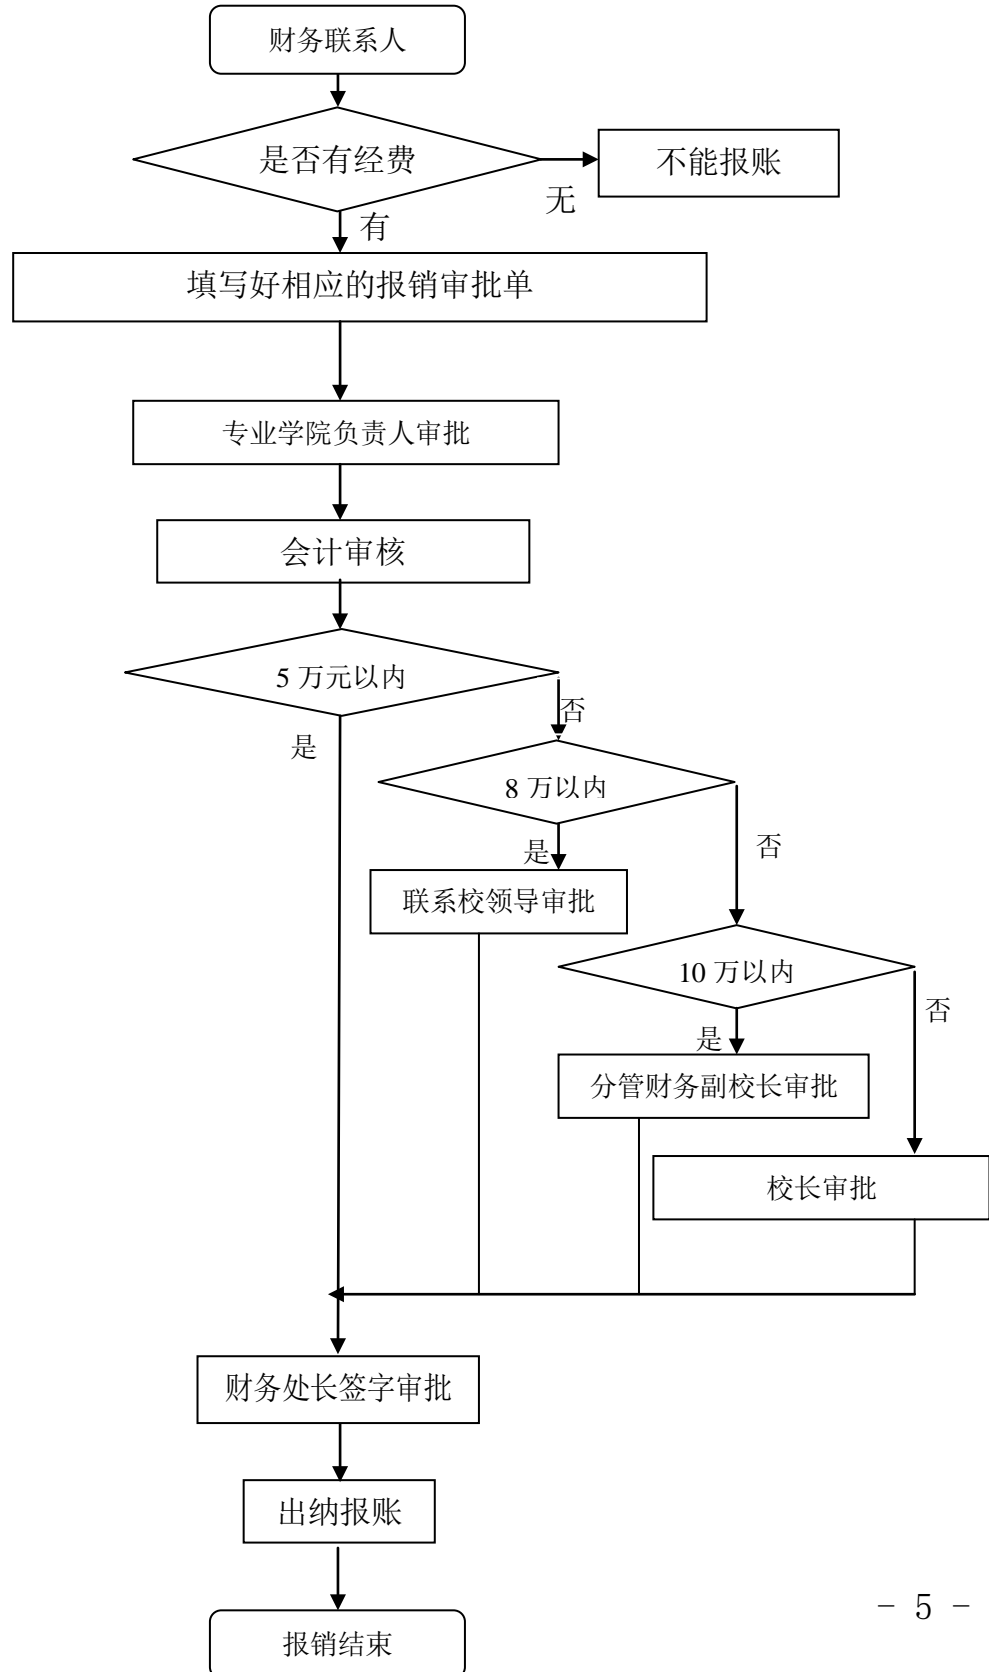 财务联系人
是否有经费
不能报账
无
有
填写好相应的报销审批单
专业学院负责人审批
会计审核
5 万元以内
否
是
8 万以内
是
否
联系校领导审批
10 万以内
否
是
分管财务副校长审批
校长审批
财务处长签字审批
出纳报账
报销结束
- 5 -